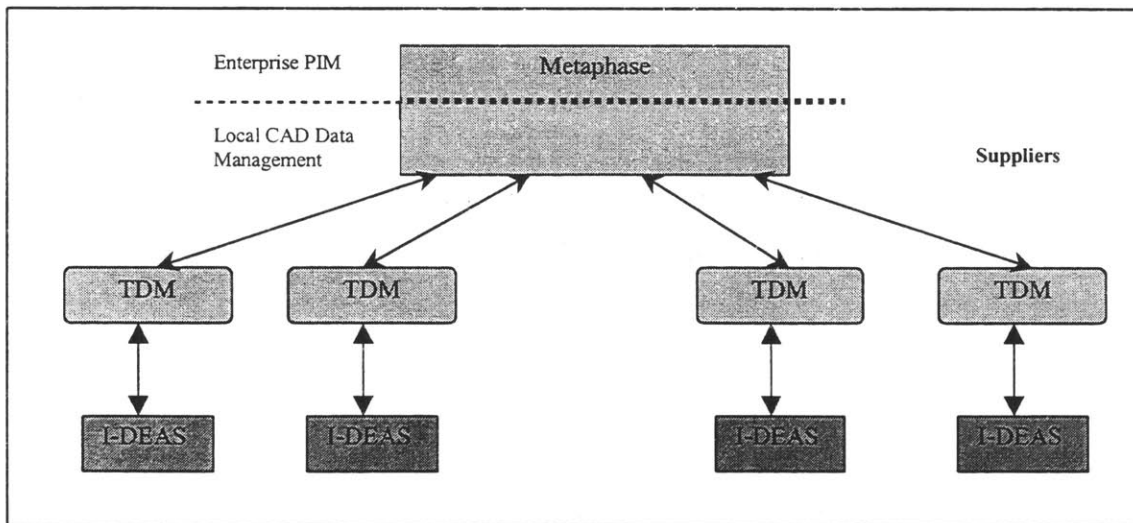 Enterprise PIM
Metaphase
Local CAD Data
Management
Suppliers
TDM
TDM
TDM
TDM
I-DEAS
I-DEAS
I-DEAS
I-DEAS